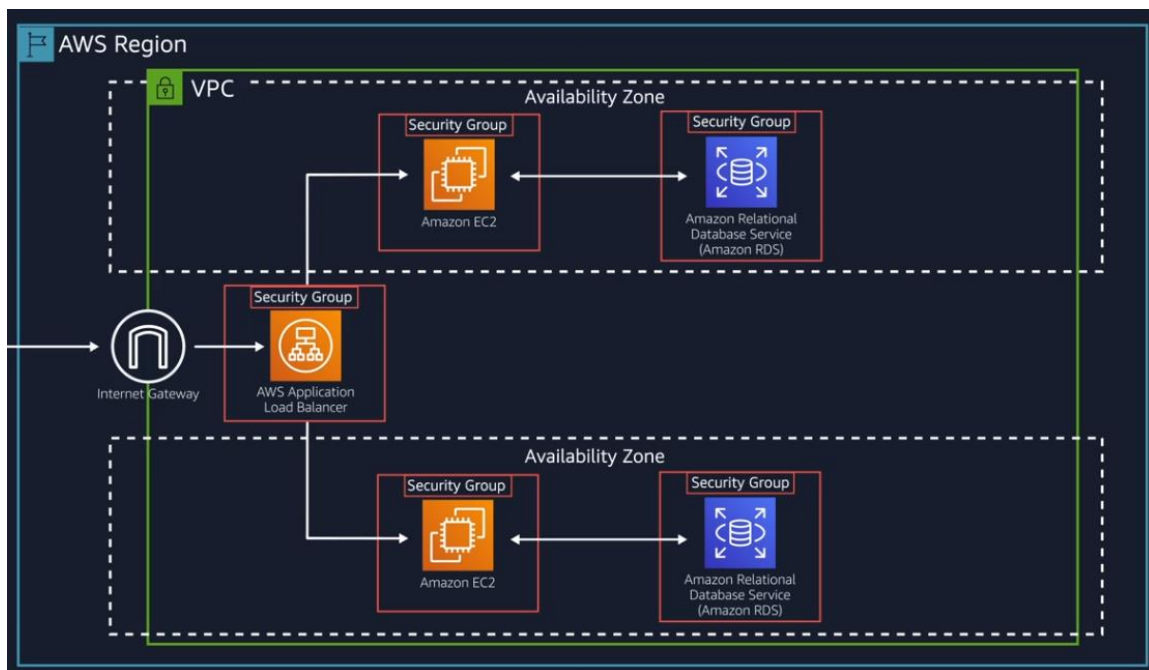 AWS Region
VPC
Availability Zone
Security Group
Amazon EC2
Security Group
Amazon Relational
Database Service
(Amazon RDS)
Internet Gateway
Security Group
AWS Application
Load Balancer
Availability Zone
Security Group
Amazon EC2
Security Group
Amazon Relational
Database Service
(Amazon RDS)